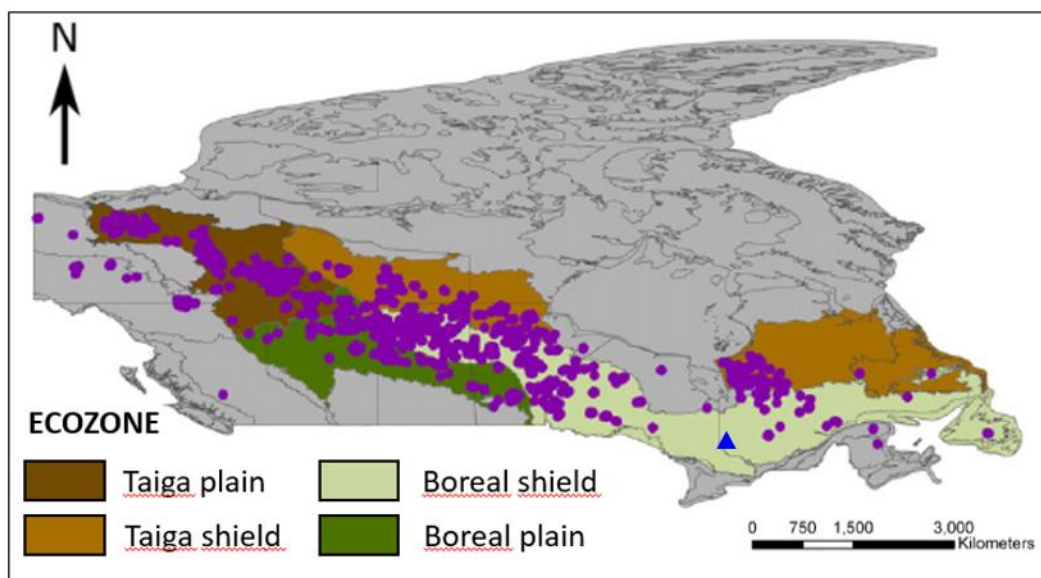 N
ECOZONE
Taiga plain
Boreal shield
Taiga shield
Boreal plain
0 750 1,500 3,000
Kilometers